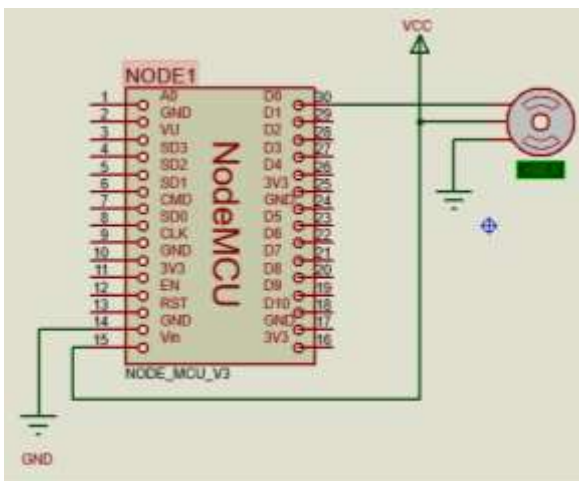 VCC
NODE1
1 A0 D0 30
2 GND D1 29
3 VU D2 28
4 SD3 D3 27
5 SD2 D4 26
6 SD1 3V3 25
7 CMD GND 24
8 SD0 D5 23
9 CLK D6 22
10 GND D7 21
11 3V3 D8 20
12 EN D9 19
13 RST D10 18
14 GND GND 17
15 Vin 3V3 16
NodeMCU
NODE_MCU_V3
GND